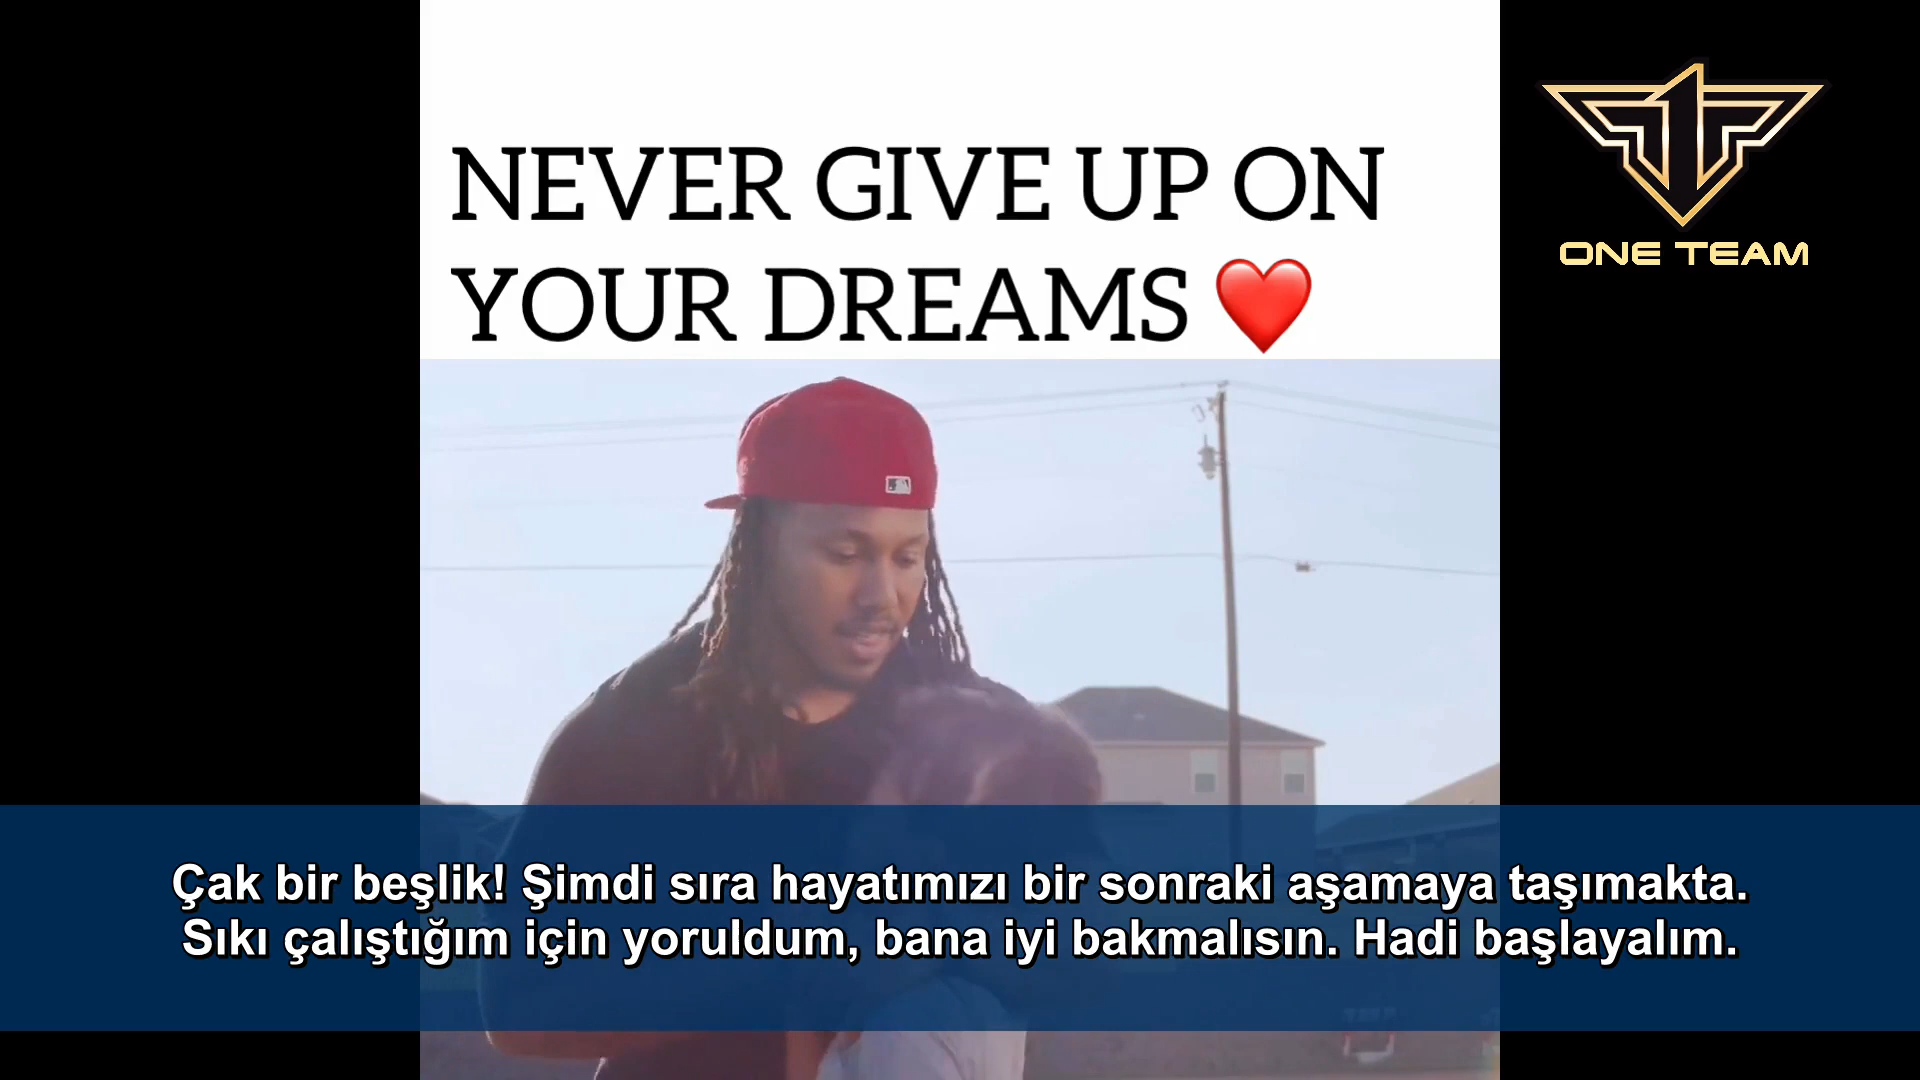 NEVER GIVE UP ON
YOUR DREAMS ❤️
ONE TEAM
Çak bir beşlik! Şimdi sıra hayatımızı bir sonraki aşamaya taşımakta.
Sıkı çalıştığım için yoruldum, bana iyi bakmalısın. Hadi başlayalım.